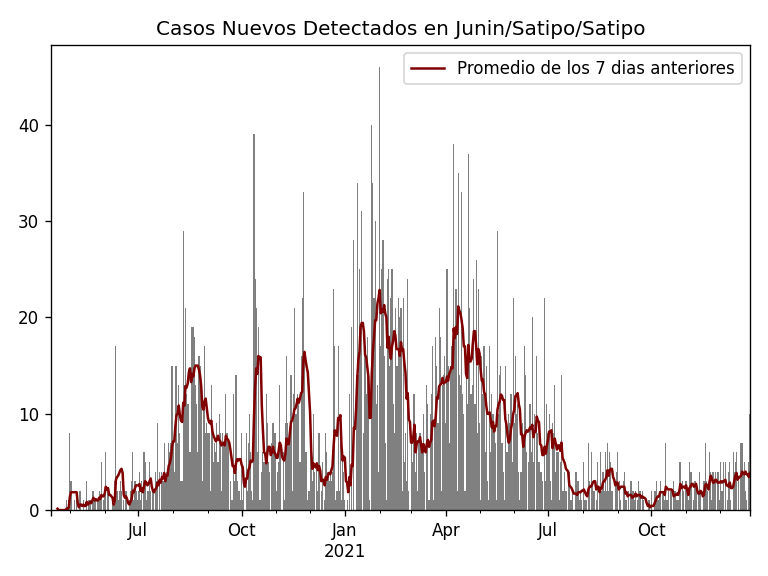 Casos Nuevos Detectados en Junin/Satipo/Satipo
Promedio de los 7 dias anteriores
40
30
20
10
0
Jul Oct Jan Apr Jul Oct
2021